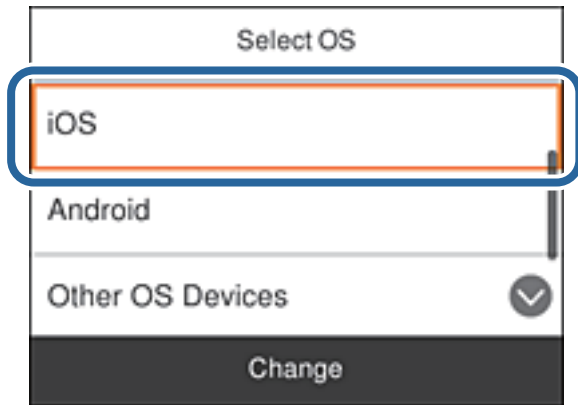 Select OS
iOS
Android
Other OS Devices
Change